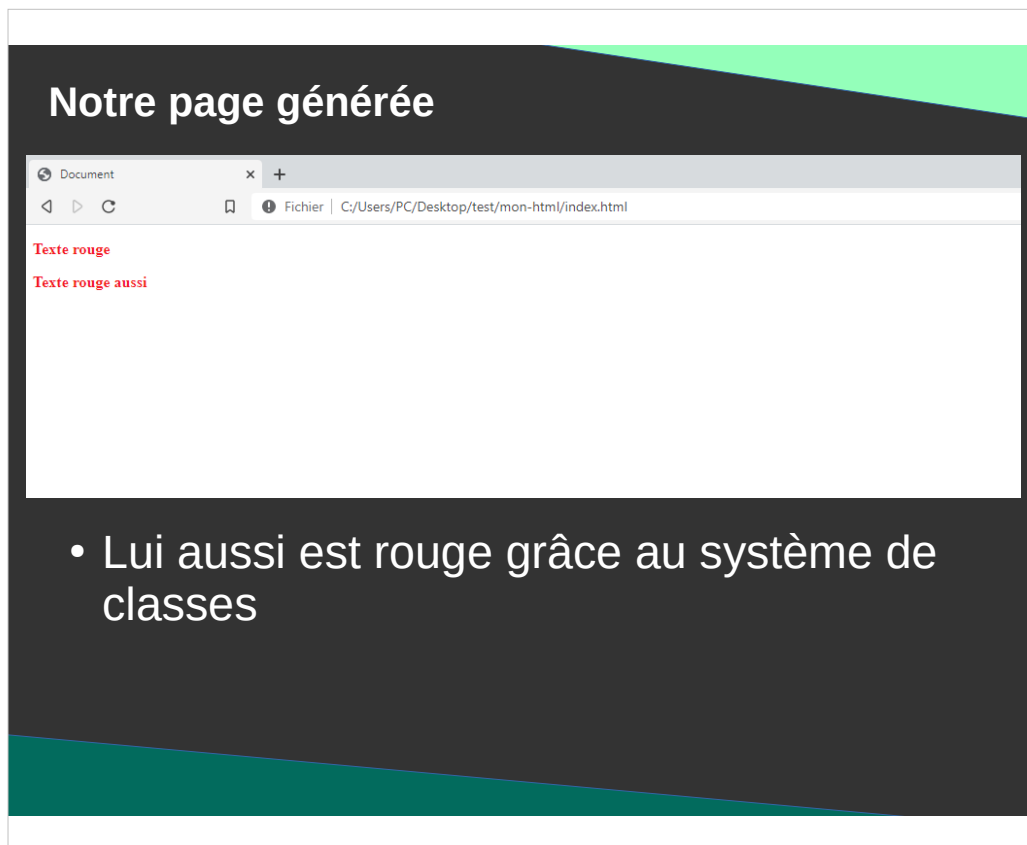 Notre page générée
Document
Fichier C:/Users/PC/Desktop/test/mon-html/index.html
Texte rouge
Texte rouge aussi
• Lui aussi est rouge grâce au système de
classes